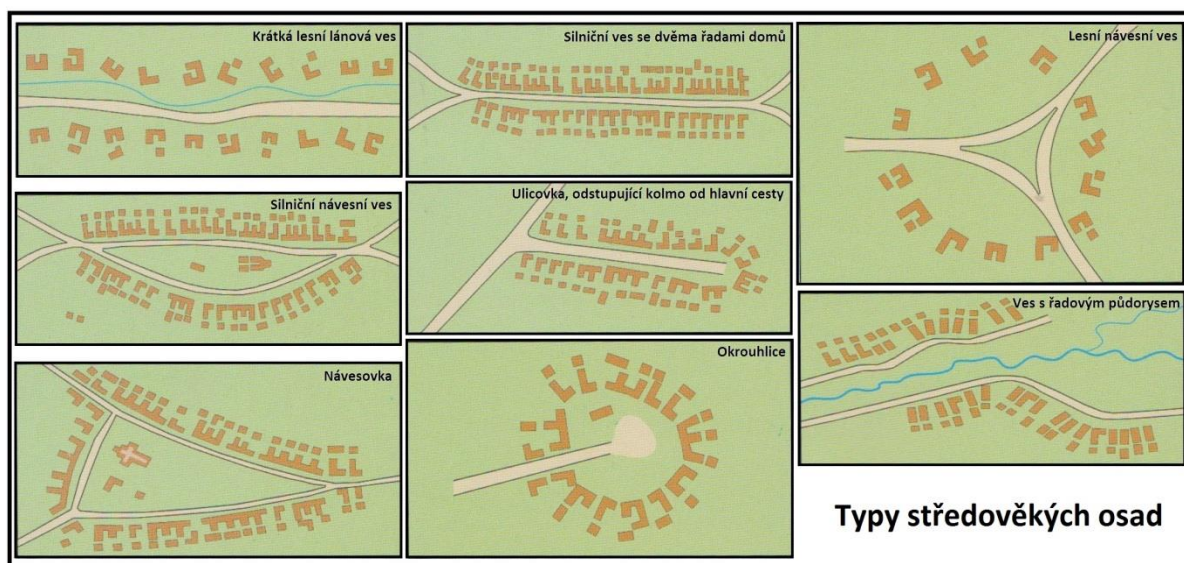 Krátká lesní lánová ves
Silniční ves se dvěma řadami domů
Lesní návesní ves
Silniční návesní ves
Ulicovka, odstupující kolmo od hlavní cesty
Ves s řadovým půdorysem
Návesovka
Okrouhlice
Typy středověkých osad